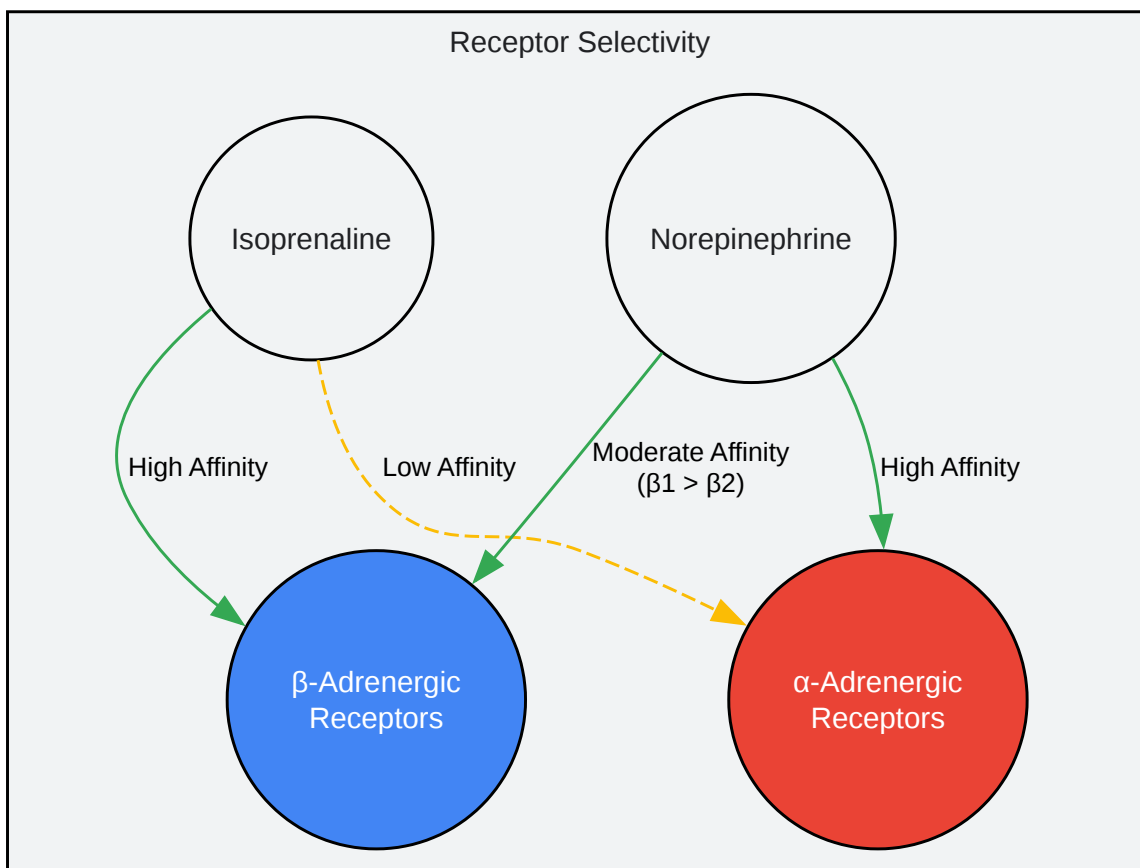 Receptor Selectivity
Isoprenaline
Norepinephrine
High Affinity
Low Affinity
Moderate Affinity
(β1 > β2)
High Affinity
β-Adrenergic
Receptors
α-Adrenergic
Receptors